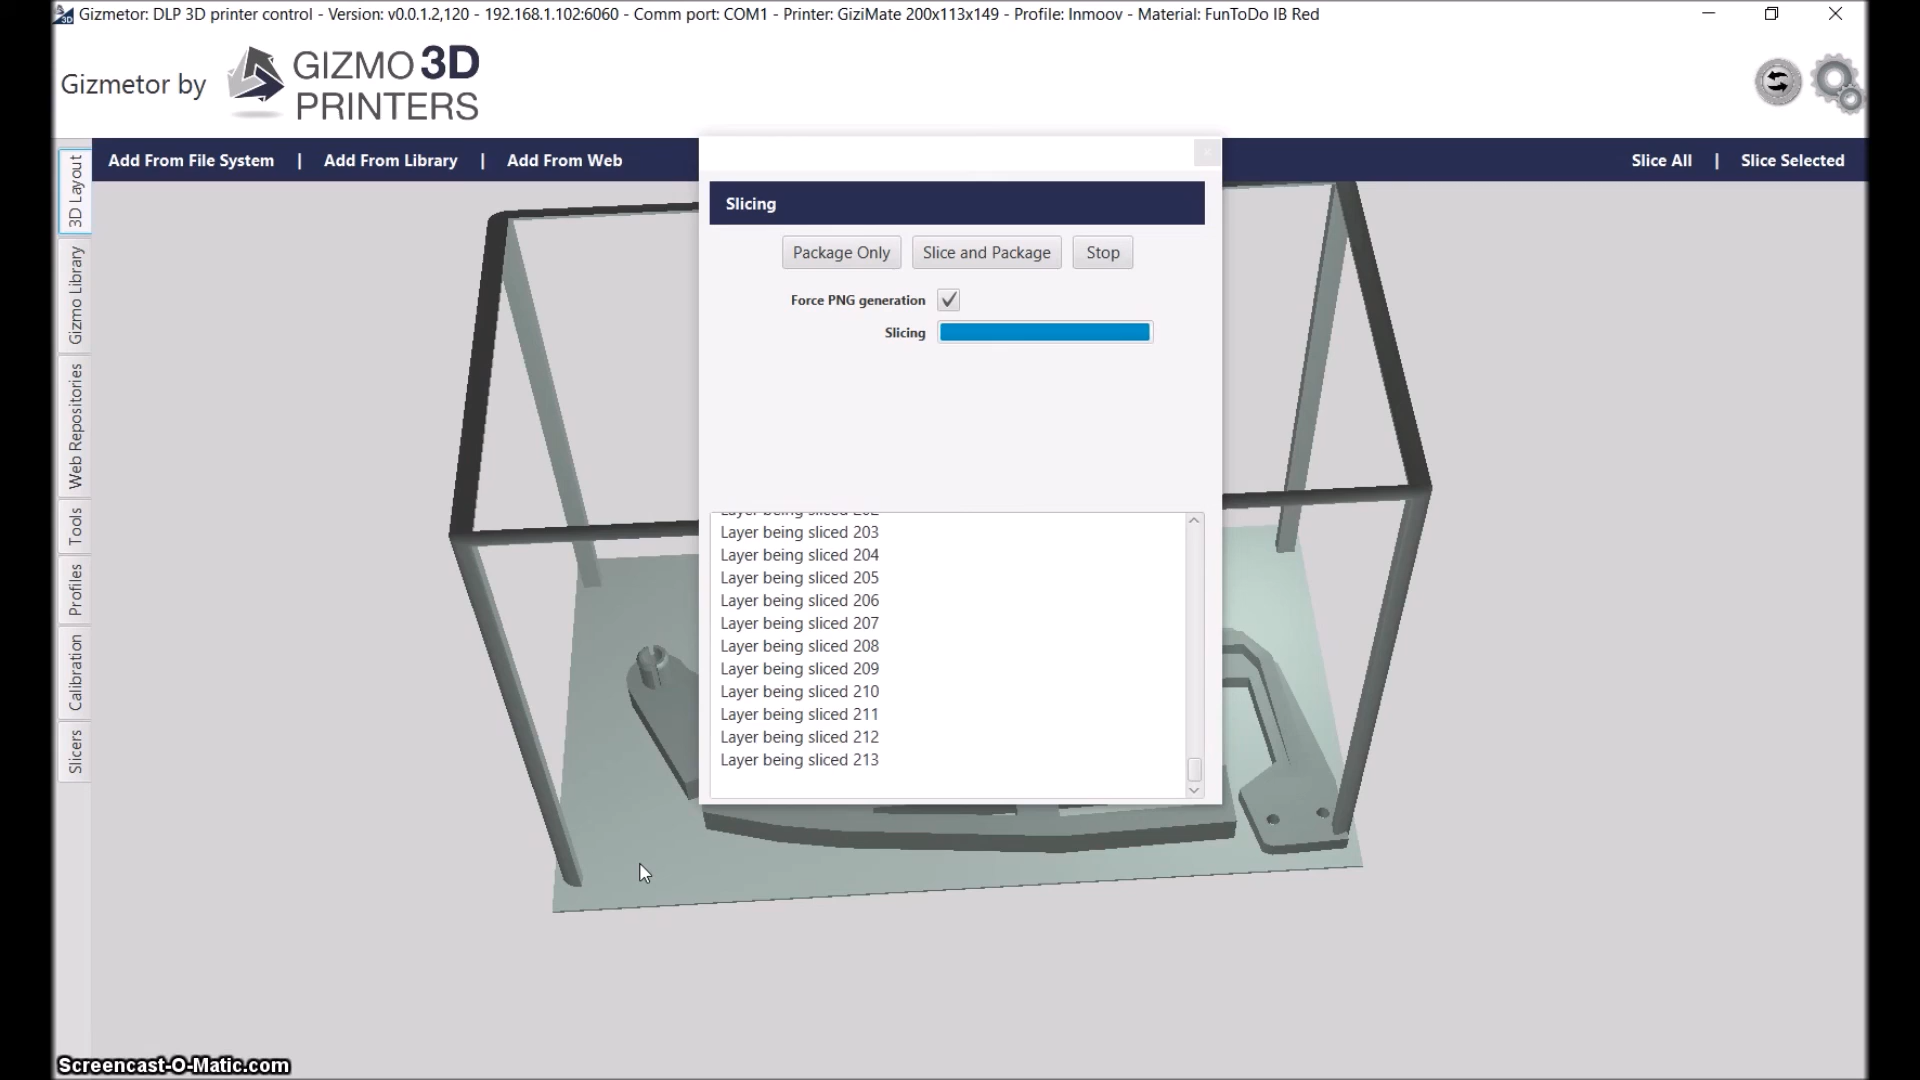 Gizmetor: DLP 3D printer control - Version: v0.0.1.2,120 - 192.168.1.102:6060 - Comm port: COM1 - Printer: GiziMate 200x113x149 - Profile: Inmoov - Material: FunToDo IB Red
Gizmetor by
GIZMO 3D
PRINTERS
Add From File System | Add From Library | Add From Web
Slice All | Slice Selected
3D Layout
Gizmo Library
Web Repositories
Tools
Profiles
Calibration
Slicers
Slicing
Package Only
Slice and Package
Stop
Force PNG generation
Slicing
Layer being sliced 202
Layer being sliced 203
Layer being sliced 204
Layer being sliced 205
Layer being sliced 206
Layer being sliced 207
Layer being sliced 208
Layer being sliced 209
Layer being sliced 210
Layer being sliced 211
Layer being sliced 212
Layer being sliced 213
Screencast-O-Matic.com